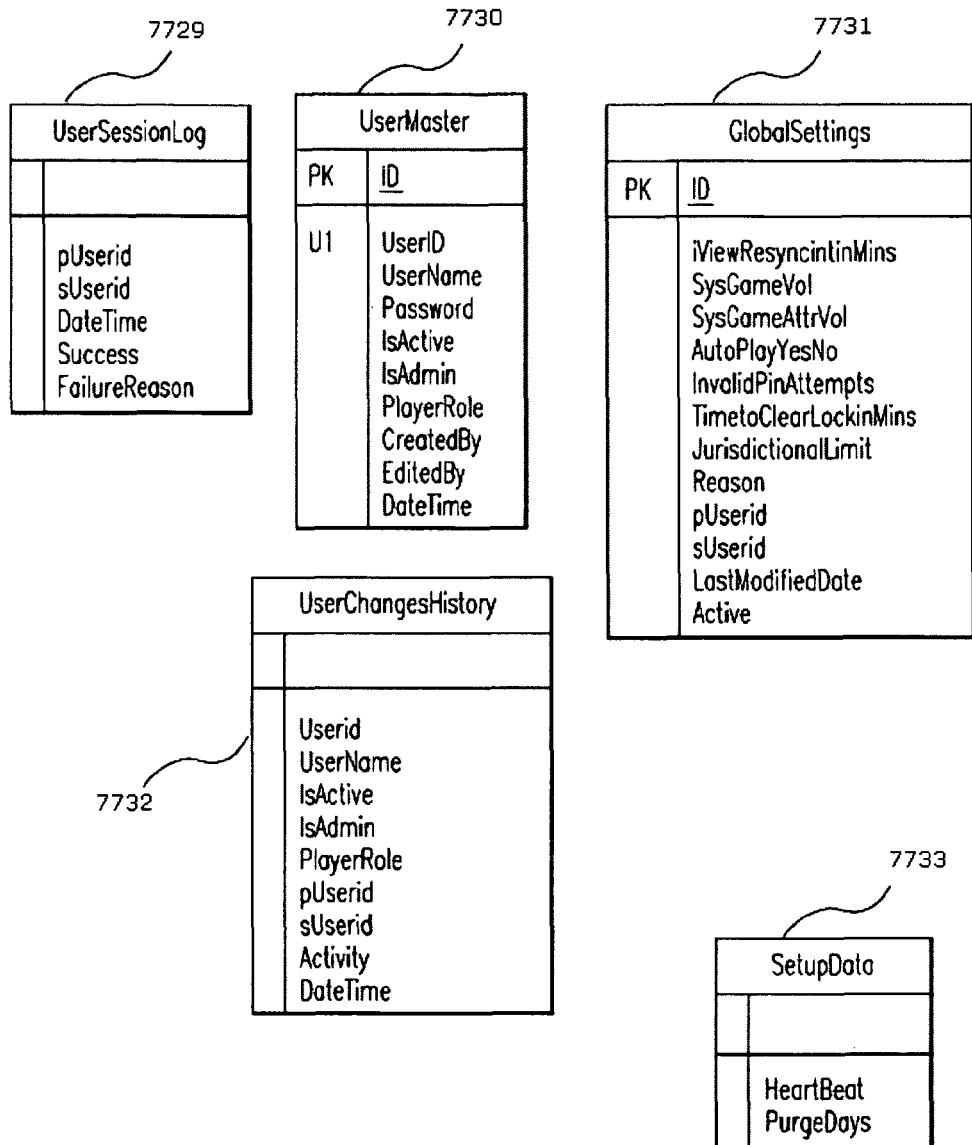 7729
7730
7731
UserSessionLog
pUserid
sUserid
DateTime
Success
FailureReason
UserMaster
PK ID
U1 UserID
UserName
Password
IsActive
IsAdmin
PlayerRole
CreatedBy
EditedBy
DateTime
GlobalSettings
PK ID
iViewResyncIinMins
SysGameVol
SysGameAttrVol
AutoPlayYesNo
InvalidPinAttempts
TimetoClearLockinMins
JurisdictionalLimit
Reason
pUserid
sUserid
LastModifiedDate
Active
UserChangesHistory
Userid
UserName
IsActive
IsAdmin
PlayerRole
pUserid
sUserid
Activity
DateTime
7732
7733
SetupData
HeartBeat
PurgeDays